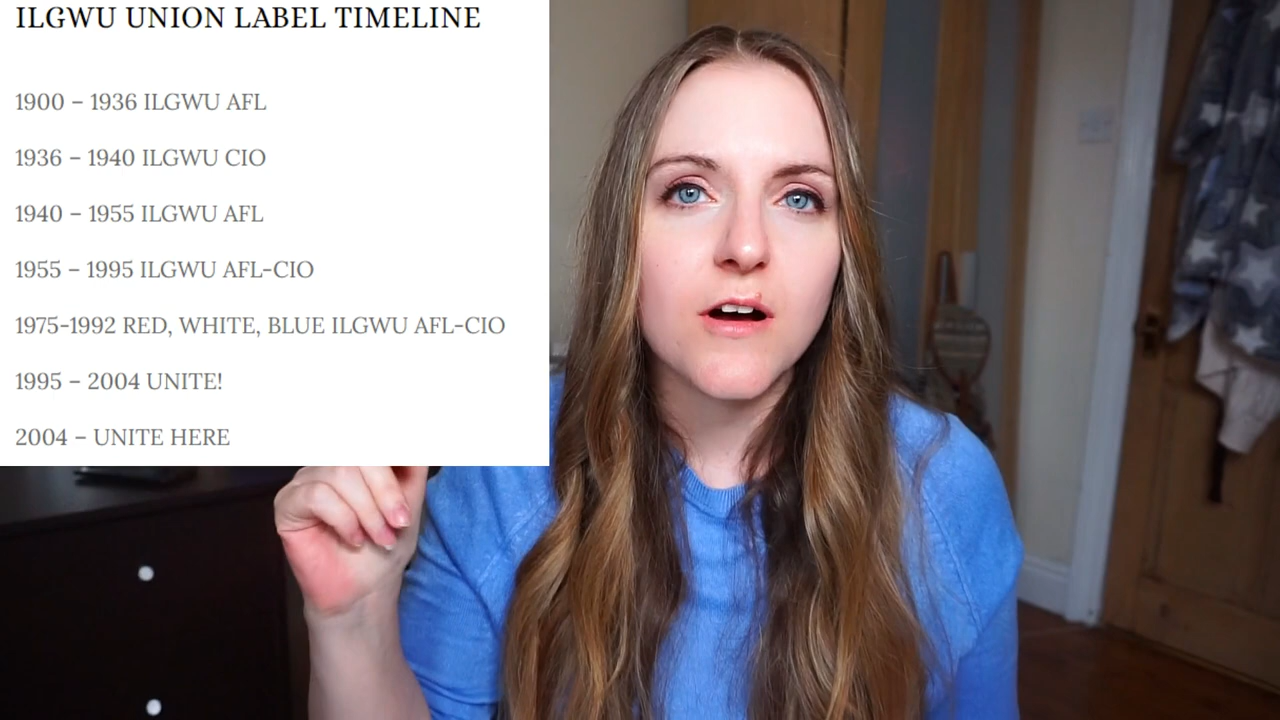 ILGWU UNION LABEL TIMELINE
1900 – 1936 ILGWU AFL
1936 – 1940 ILGWU CIO
1940 – 1955 ILGWU AFL
1955 – 1995 ILGWU AFL-CIO
1975-1992 RED, WHITE, BLUE ILGWU AFL-CIO
1995 – 2004 UNITE!
2004 – UNITE HERE